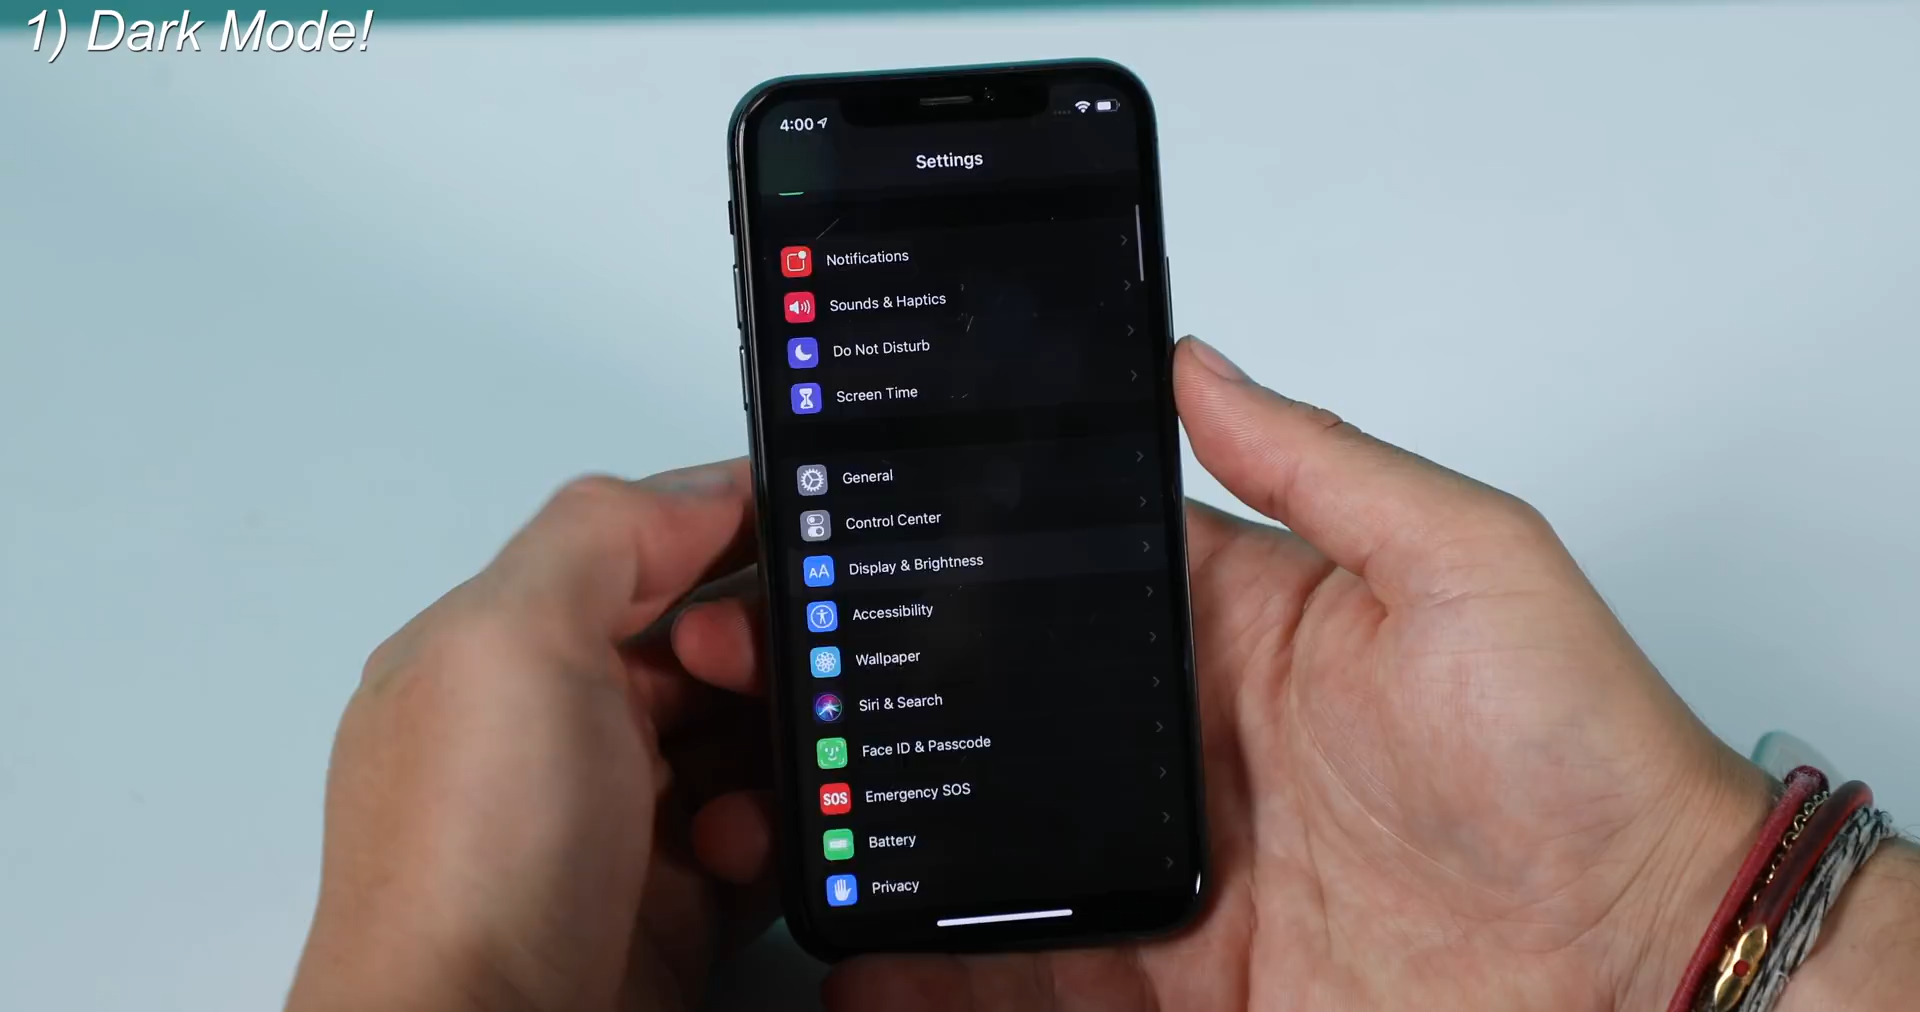 1) Dark Mode!
4:00
Settings
Notifications
Sounds & Haptics
Do Not Disturb
Screen Time
General
Control Center
AA Display & Brightness
Accessibility
Wallpaper
Siri & Search
Face ID & Passcode
SOS Emergency SOS
Battery
Privacy